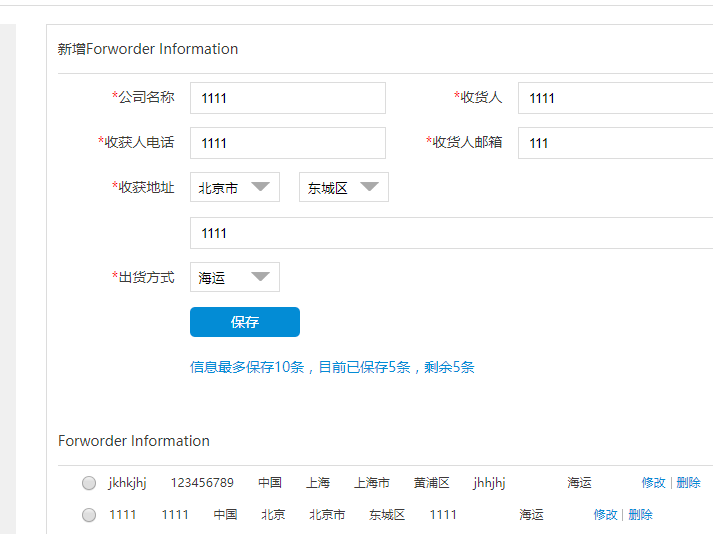 新增Forworder Information
*公司名称 1111 *收货人 1111
*收获人电话 1111 *收货人邮箱 111
*收获地址 北京市 东城区
1111
*出货方式 海运
保存
信息最多保存10条，目前已保存5条，剩余5条
Forworder Information
jkhkjhj 123456789 中国 上海 上海市 黄浦区 jhhjhj 海运 修改 | 删除
1111 1111 中国 北京 北京市 东城区 1111 海运 修改 | 删除